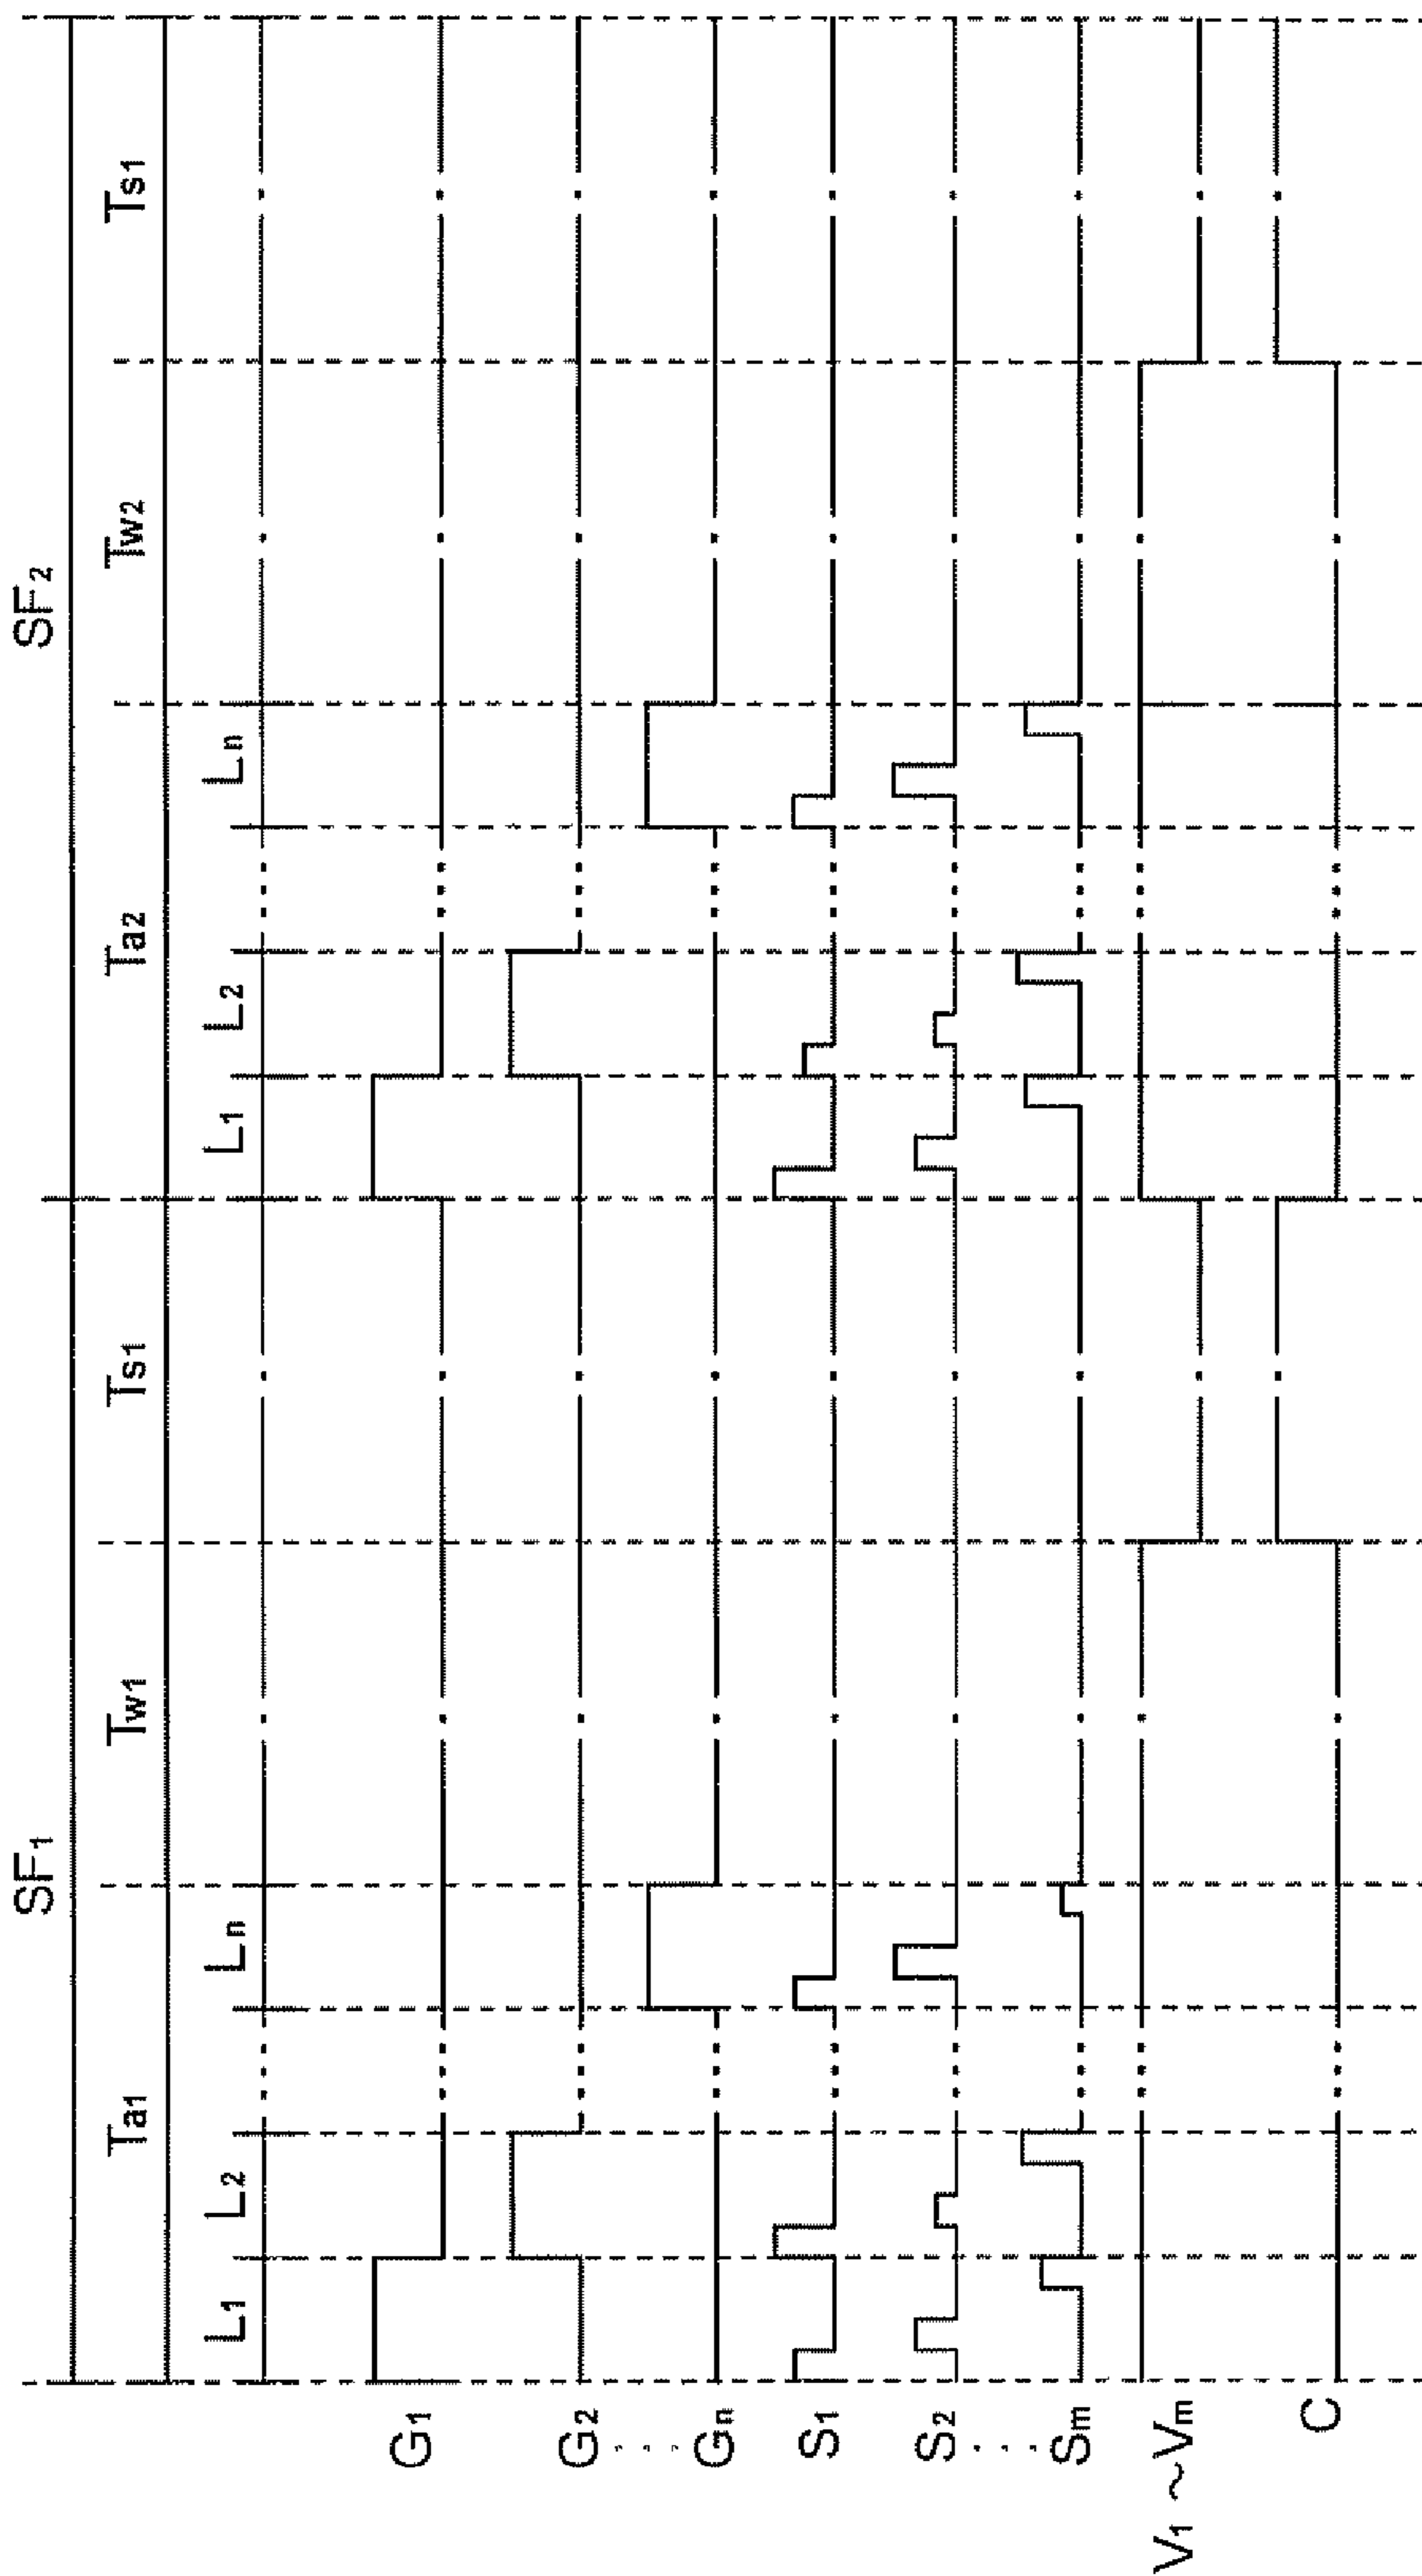 SF1 SF2
Ta1 Tw1 Ts1 Ta2 Tw2 Ts1
L1 L2 Ln L1 L2 Ln
G1
G2
Gn
S1
S2
Sm
V1 ~Vm
C